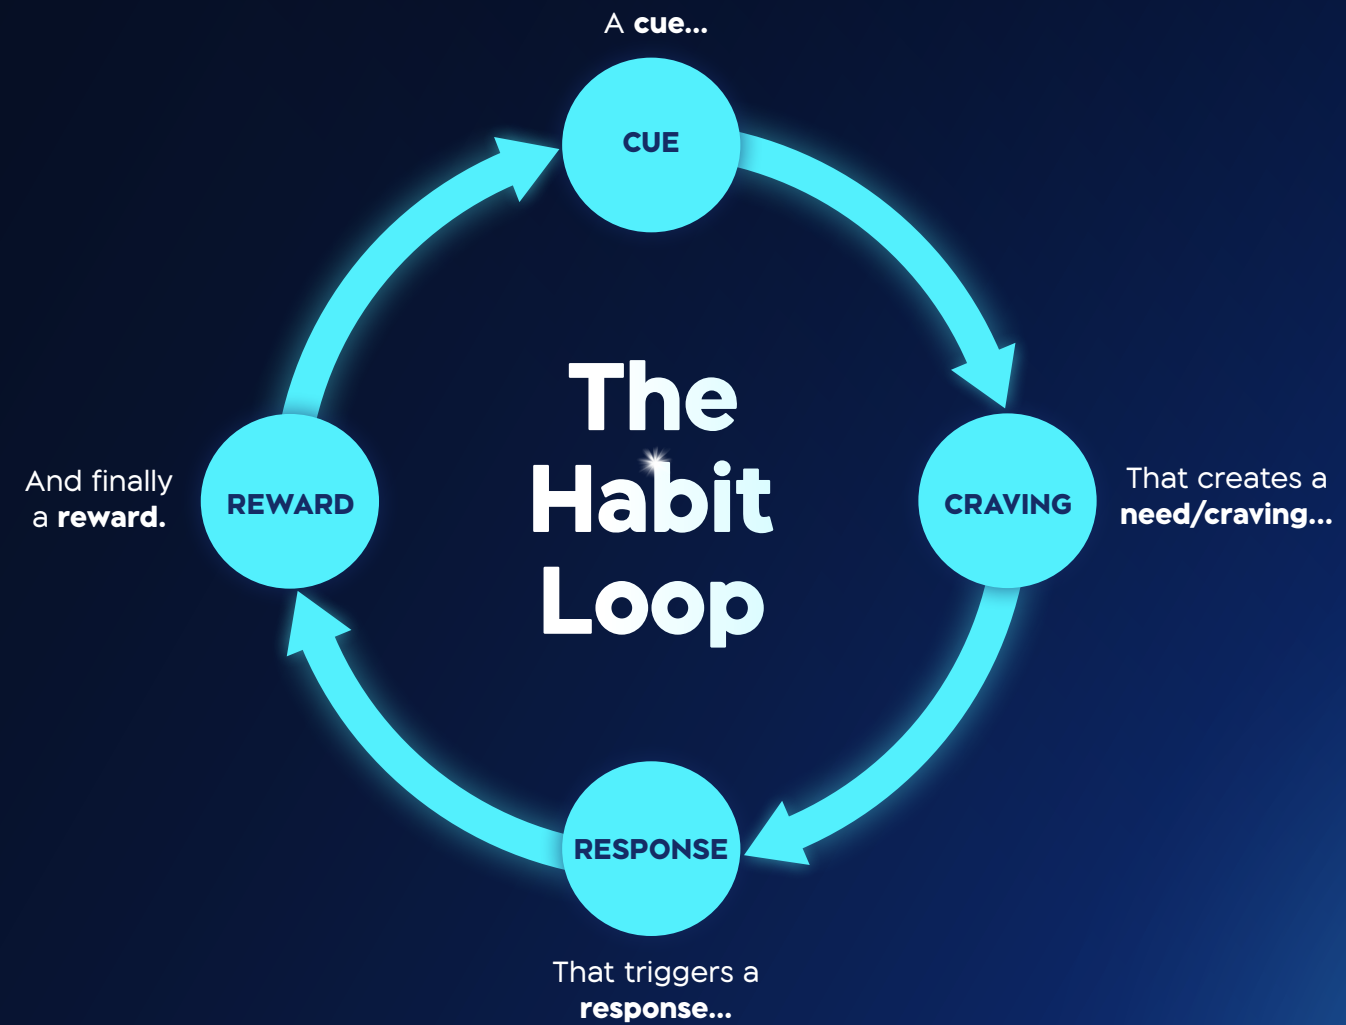 A cue...
CUE
The
Habit
Loop
REWARD
And finally
a reward.
CRAVING
That creates a
need/craving...
RESPONSE
That triggers a
response...